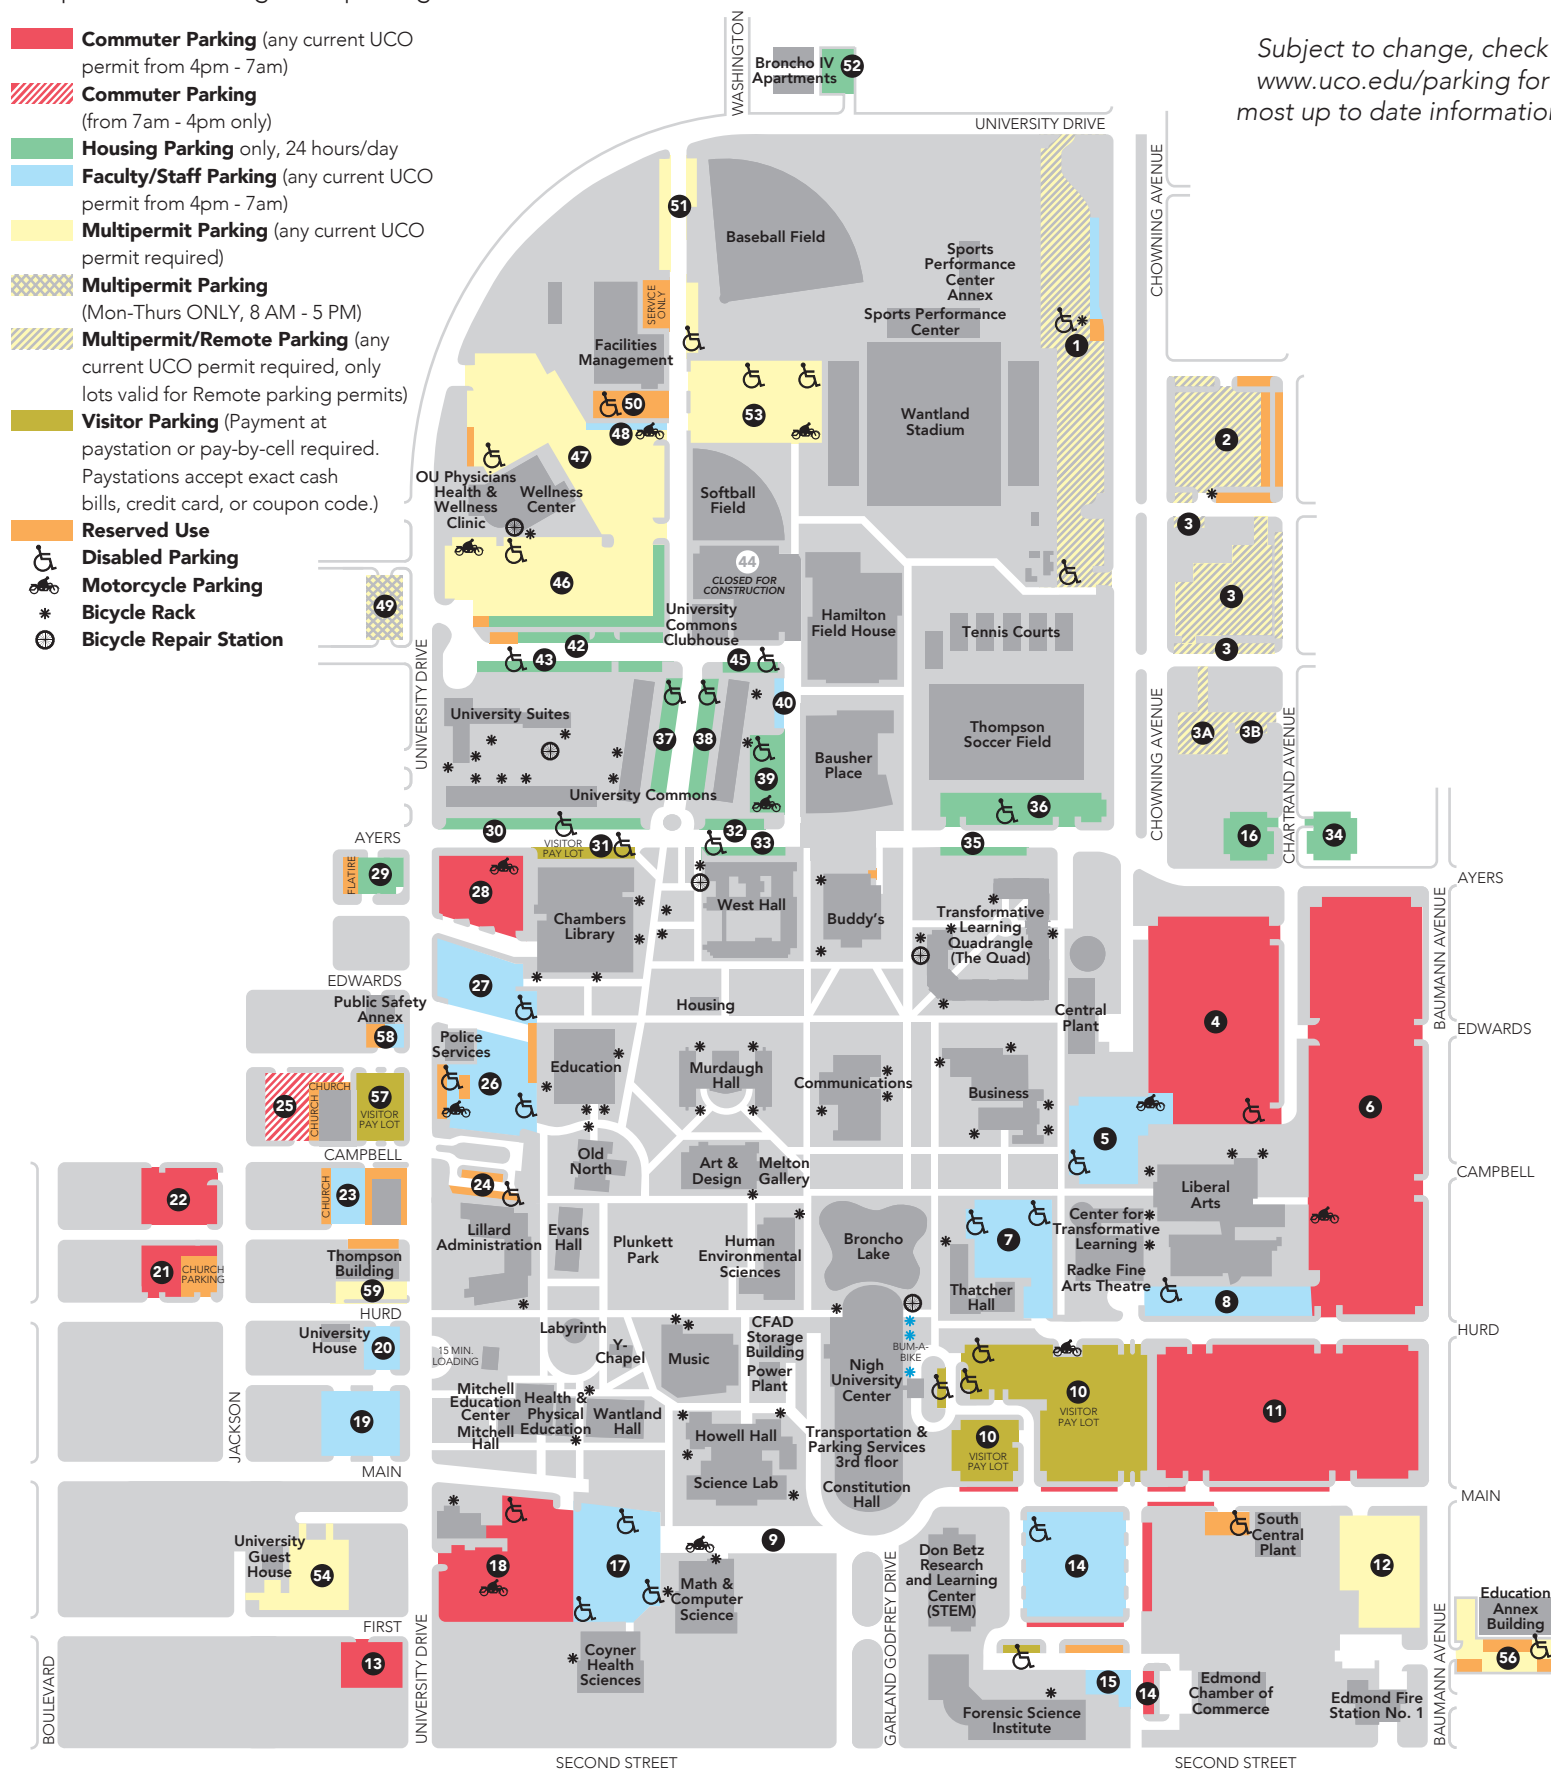 Commuter Parking (any current UCO
permit from 4pm - 7am)
Commuter Parking
(from 7am - 4pm only)
Housing Parking only, 24 hours/day
Faculty/Staff Parking (any current UCO
permit from 4pm - 7am)
Multipermit Parking (any current UCO
permit required)
Multipermit Parking
(Mon-Thurs ONLY, 8 AM - 5 PM)
Multipermit/Remote Parking (any
current UCO permit required, only
lots valid for Remote parking permits)
Visitor Parking (Payment at
paystation or pay-by-cell required.
Paystations accept exact cash
bills, credit card, or coupon code.)
Reserved Use
Disabled Parking
Motorcycle Parking
Bicycle Rack
Bicycle Repair Station
Subject to change, check
www.uco.edu/parking for
most up to date information
WASHINGTON
Broncho IV
Apartments
52
UNIVERSITY DRIVE
CHOWNING AVENUE
51
Baseball Field
Sports
Performance
Center
Annex
Sports Performance
Center
SERVICE
ONLY
Facilities
Management
1
50
48
53
Wantland
Stadium
2
47
OU Physicians
Health &
Wellness
Clinic
Wellness
Center
Softball
Field
3
44
CLOSED FOR
CONSTRUCTION
46
49
University
Commons
Clubhouse
Hamilton
Field House
Tennis Courts
3
42
43
45
3
UNIVERSITY DRIVE
University Suites
40
37
38
Thompson
Soccer Field
CHOWNING AVENUE
3A
3B
CHARTRAND AVENUE
Bausher
Place
39
University Commons
36
30
32
16
34
AYERS
VISITOR
PAY LOT
31
33
35
FLATIRE
29
28
AYERS
Chambers
Library
West Hall
Buddy's
Transformative
Learning
Quadrangle
(The Quad)
BAUMANN AVENUE
EDWARDS
27
Public Safety
Annex
58
Housing
Central
Plant
4
EDWARDS
Police
Services
26
Education
Murdaugh
Hall
Communications
Business
25
CHURCH
CHURCH
57
VISITOR
PAY LOT
6
5
CAMPBELL
Old
North
Art &
Design
Melton
Gallery
CAMPBELL
22
CHURCH
23
24
Liberal
Arts
Lillard
Administration
Evans
Hall
Plunkett
Park
Human
Environmental
Sciences
Broncho
Lake
7
Center for
Transformative
Learning
21
CHURCH
PARKING
Thompson
Building
59
Radke Fine
Arts Theatre
Thatcher
Hall
8
HURD
University
House
20
Labyrinth
Y-
Chapel
Music
CFAD
Storage
Building
Power
Plant
HURD
15 MIN.
LOADING
BUM-A-
BIKE
Nigh
University
Center
10
VISITOR
PAY LOT
11
JACKSON
19
Mitchell
Education
Center
Mitchell
Hall
Health &
Physical
Education
Wantland
Hall
Howell Hall
Transportation &
Parking Services
3rd floor
10
VISITOR
PAY LOT
MAIN
Science Lab
Constitution
Hall
MAIN
University
Guest
House
54
18
17
9
Math &
Computer
Science
Don Betz
Research
and Learning
Center
(STEM)
14
South
Central
Plant
12
Education
Annex
Building
FIRST
13
BOULEVARD
UNIVERSITY DRIVE
Coyner
Health
Sciences
GARLAND GODFREY DRIVE
15
14
Forensic Science
Institute
Edmond
Chamber of
Commerce
Edmond Fire
Station No. 1
BAUMANN AVENUE
56
SECOND STREET
SECOND STREET